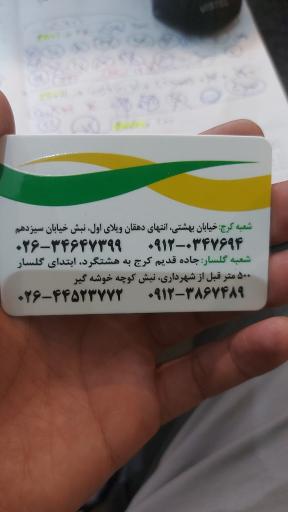 شعبه کرج: خیابان بهشتی، انتهای دهقان ویلای اول، نبش خیابان سیزدهم
۰۲۶-۳۴۶۴۷۳۹۹ ۰۹۱۲-۰۳۴۷۶۹۴
شعبه گلسار: جاده قدیم کرج به هشتگرد، ابتدای گلسار
۵۰۰ متر قبل از شهرداری، نبش کوچه خوشه گیر
۰۲۶-۴۴۵۲۳۷۷۲ ۰۹۱۲-۳۸۶۷۴۸۹